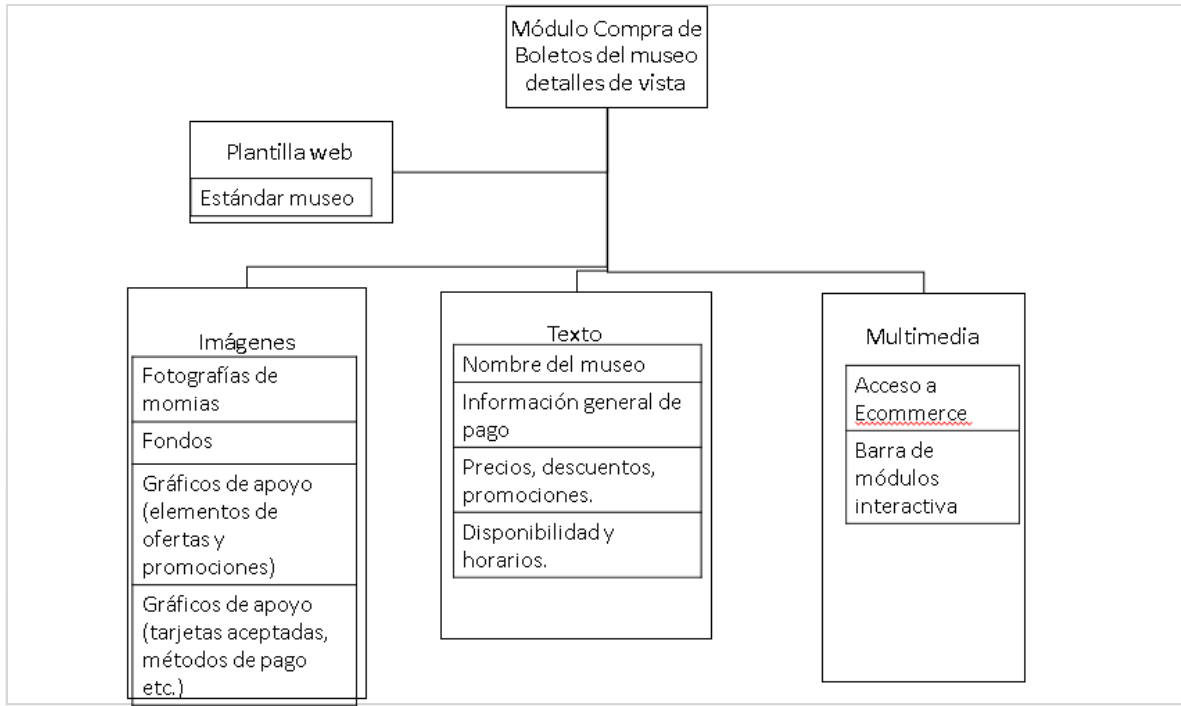 Módulo Compra de
Boletos del museo
detalles de vista
Plantilla web
Estándar museo
Imágenes
Fotografías de
momias
Fondos
Gráficos de apoyo
(elementos de
ofertas y
promociones)
Gráficos de apoyo
(tarjetas aceptadas,
métodos de pago
etc.)
Texto
Nombre del museo
Información general de
pago
Precios, descuentos,
promociones.
Disponibilidad y
horarios.
Multimedia
Acceso a
Ecommerce
Barra de
módulos
interactiva